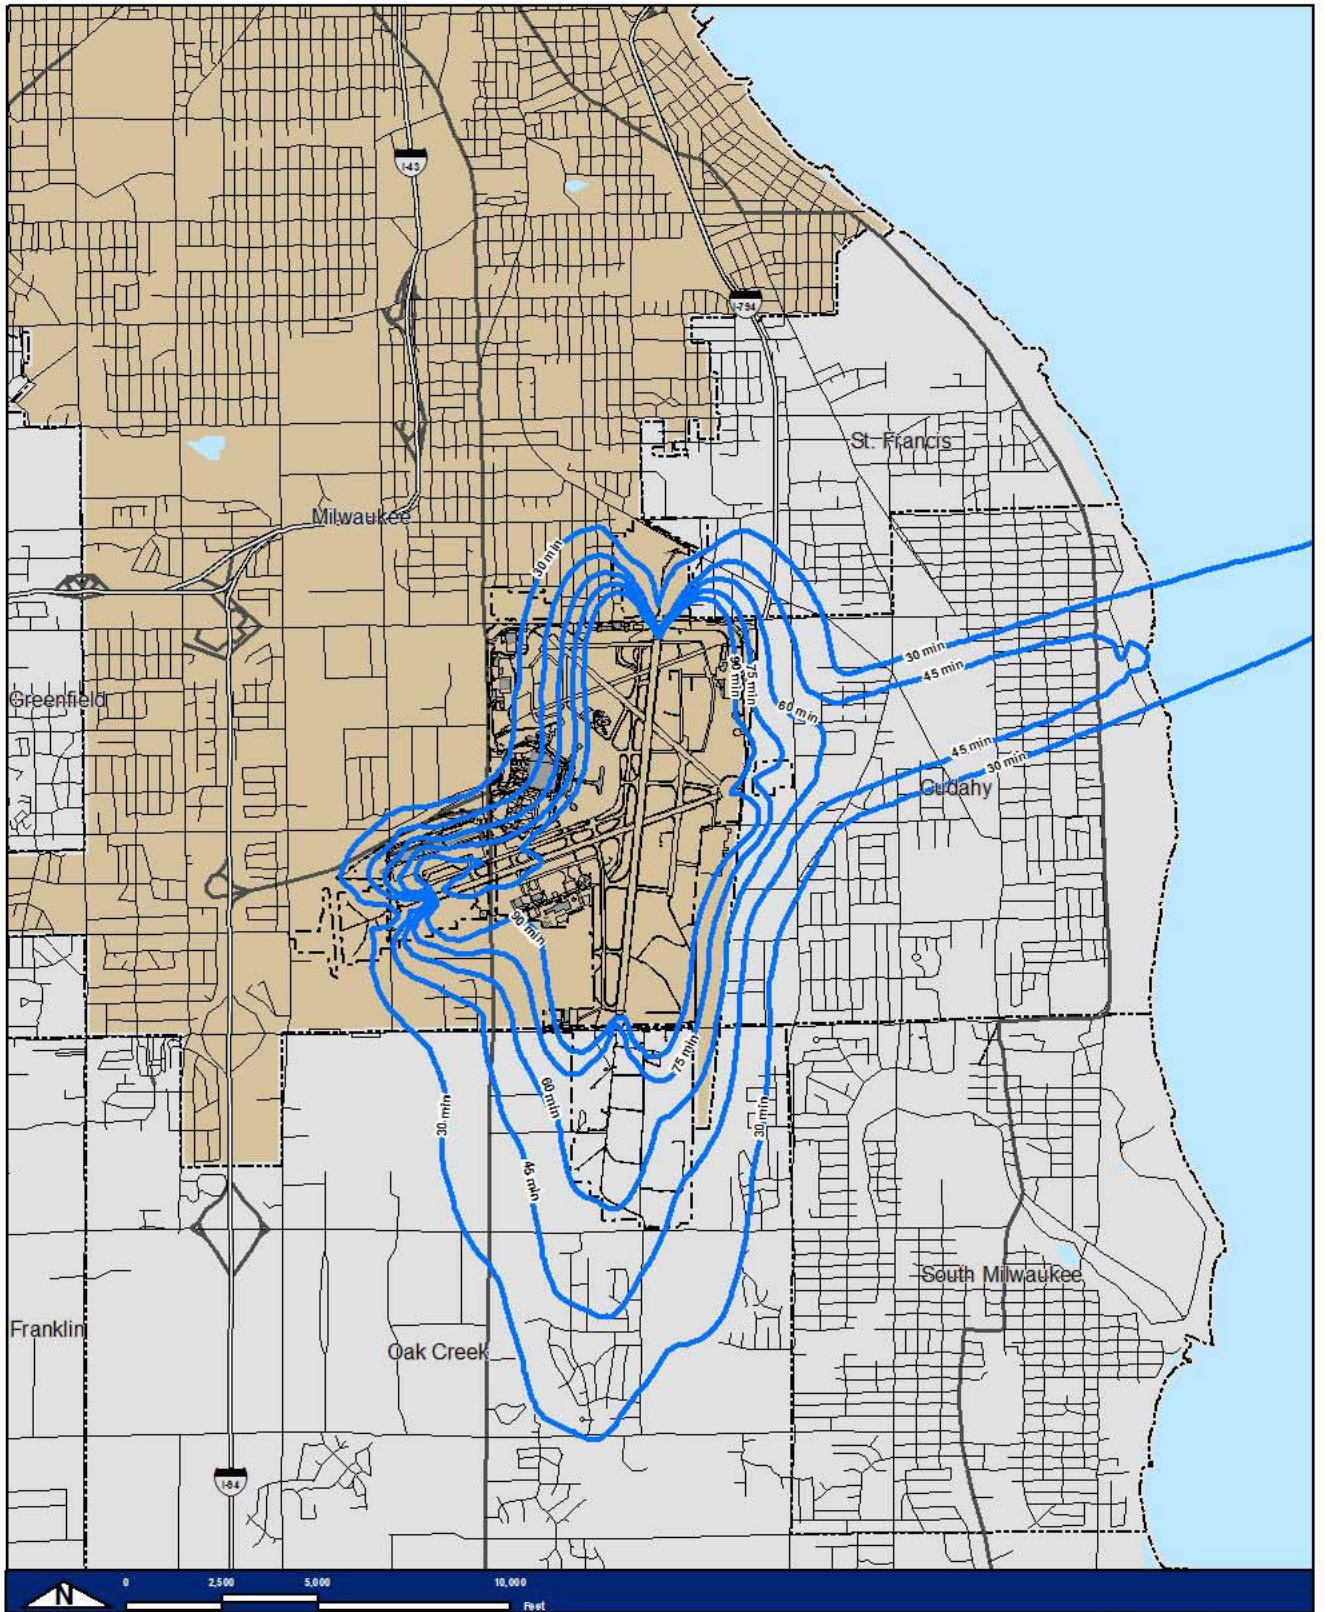 I-43
I-794
St. Francis
Milwaukee
30 min
30 min
45 min
90 min
75 min
Greenfield
60 min
45 min
30 min
Cudahy
90 min
75 min
60 min
30 min
30 min
45 min
South Milwaukee
Franklin
Oak Creek
I-94
N
0 2,500 5,000 10,000
Feet